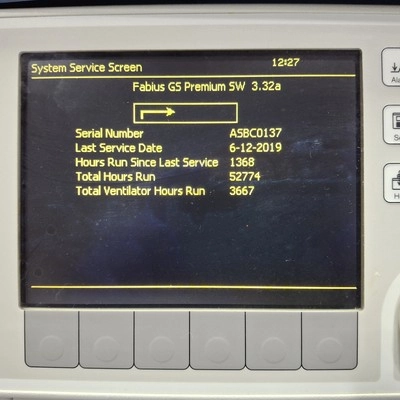 System Service Screen 12:27
Fabius GS Premium SW 3.32a
Serial Number ASBC0137
Last Service Date 6-12-2019
Hours Run Since Last Service 1368
Total Hours Run 52774
Total Ventilator Hours Run 3667